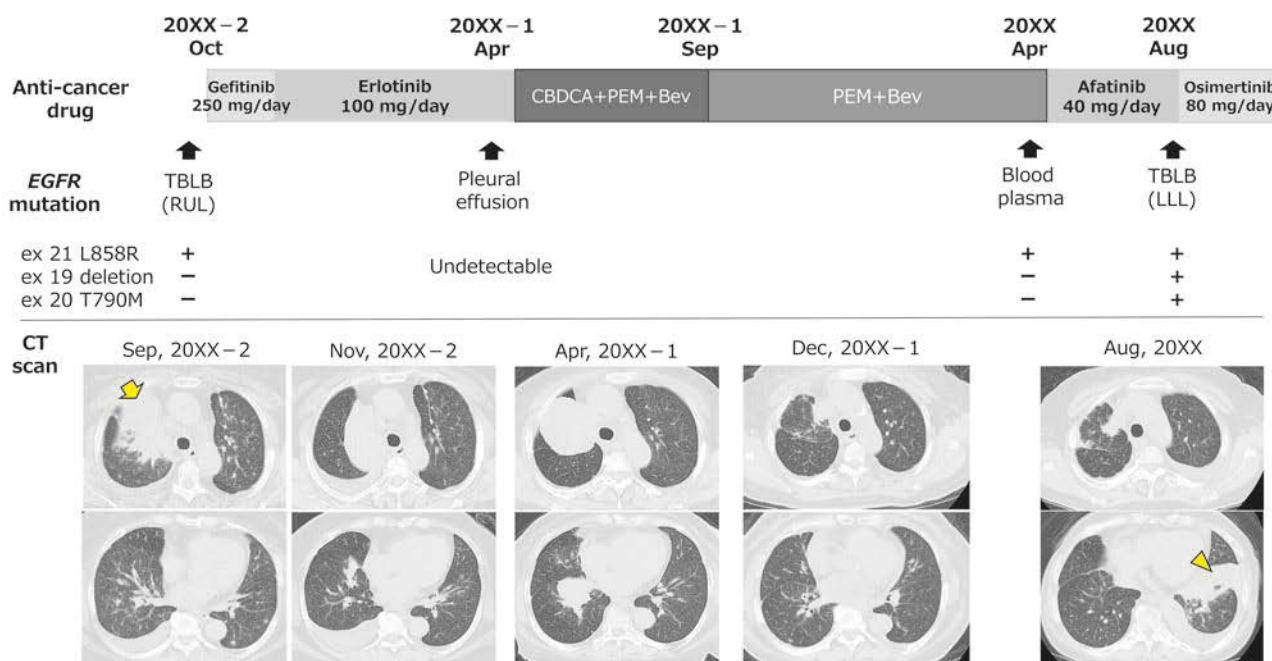 20XX−2 Oct
20XX−1 Apr
20XX−1 Sep
20XX Apr
20XX Aug
Anti-cancer drug
Gefitinib 250 mg/day
Erlotinib 100 mg/day
CBDCA+PEM+Bev
PEM+Bev
Afatinib 40 mg/day
Osimertinib 80 mg/day
EGFR mutation
TBLB (RUL)
Pleural effusion
Blood plasma
TBLB (LLL)
ex 21 L858R + Undetectable + +
ex 19 deletion − − +
ex 20 T790M − − +
CT scan
Sep, 20XX−2
Nov, 20XX−2
Apr, 20XX−1
Dec, 20XX−1
Aug, 20XX